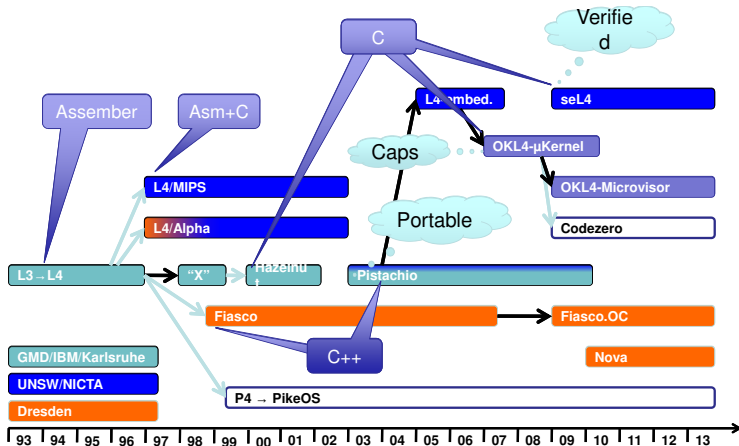 Verifie
d
C
Assember
Asm+C
L4-embed.
seL4
OKL4-µKernel
Caps
L4/MIPS
OKL4-Microvisor
Portable
L4/Alpha
Codezero
L3→L4
“X”
Hazelnu
t
Pistachio
Fiasco
Fiasco.OC
C++
GMD/IBM/Karlsruhe
Nova
UNSW/NICTA
P4 → PikeOS
Dresden
93 94 95 96 97 98 99 00 01 02 03 04 05 06 07 08 09 10 11 12 13